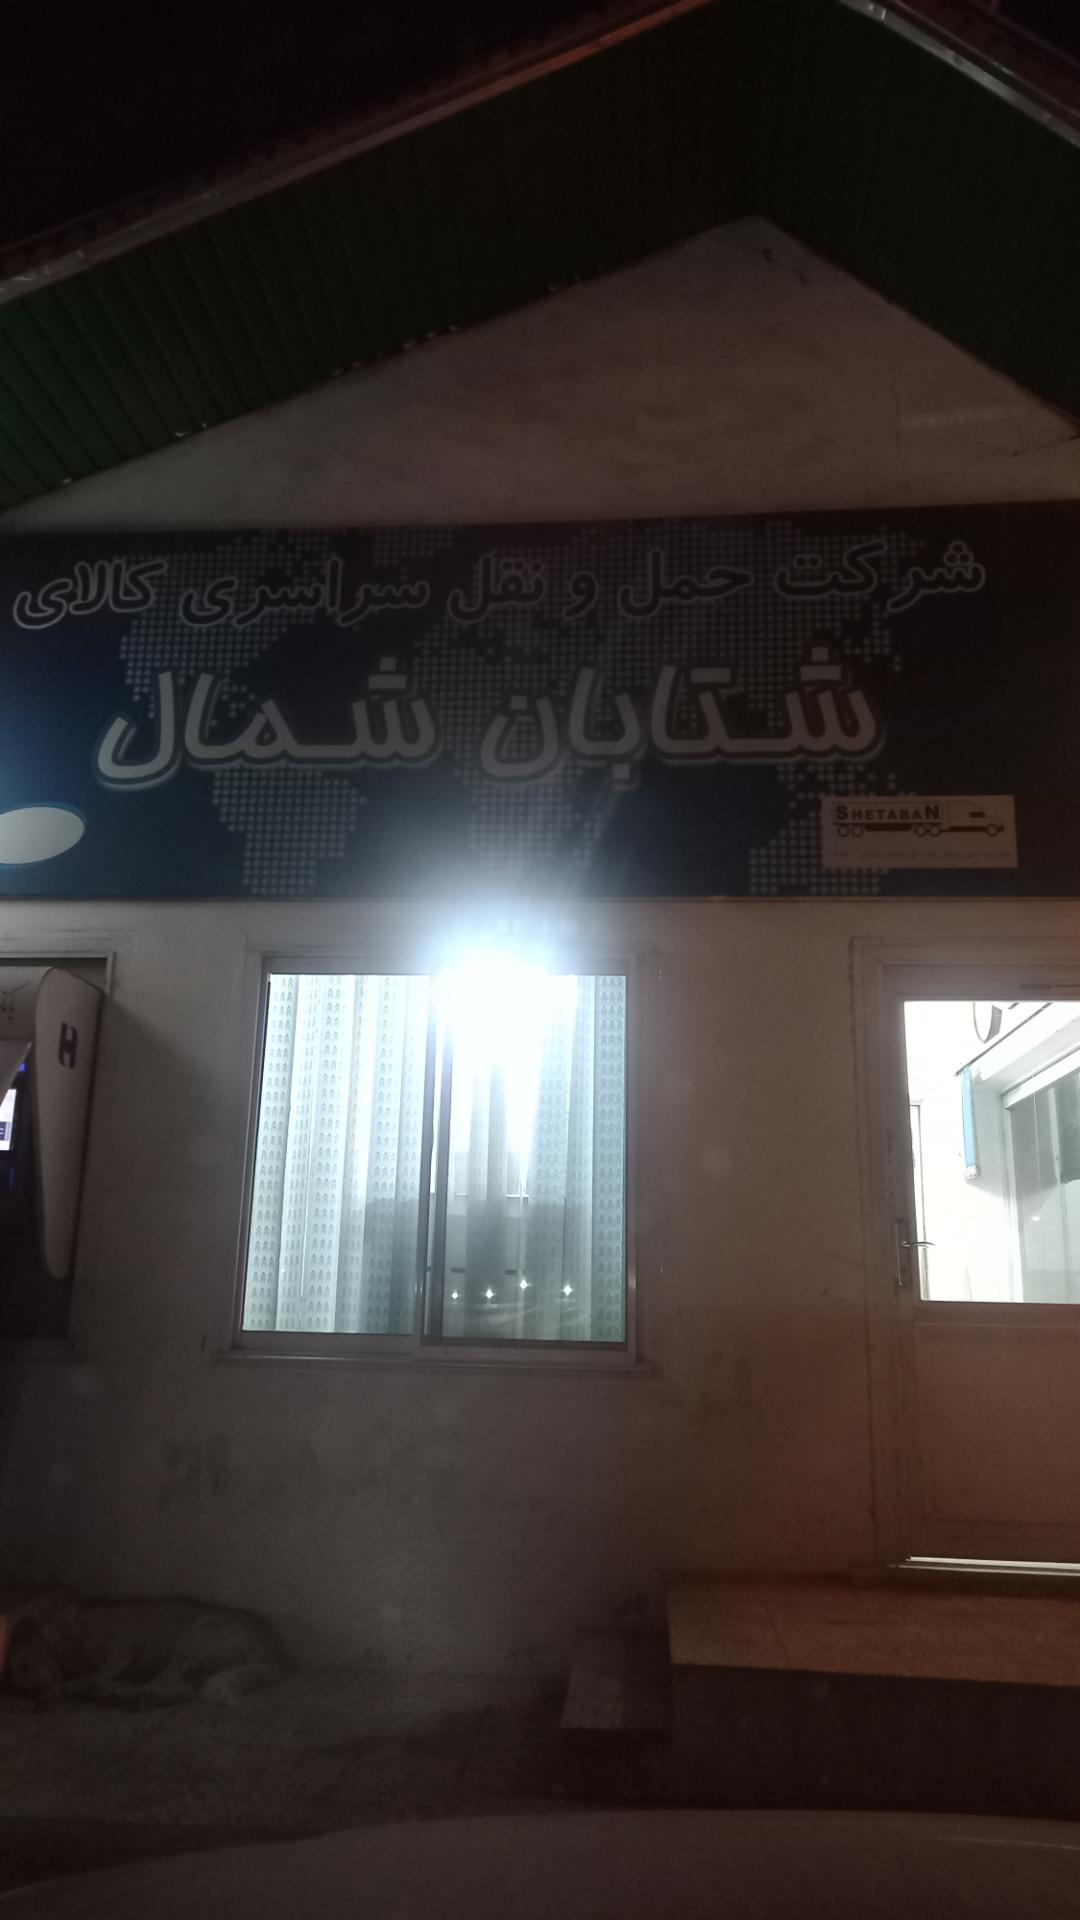 شرکت حمل و نقل سراسری کالای
شتابان شمال
SHETABAN
H